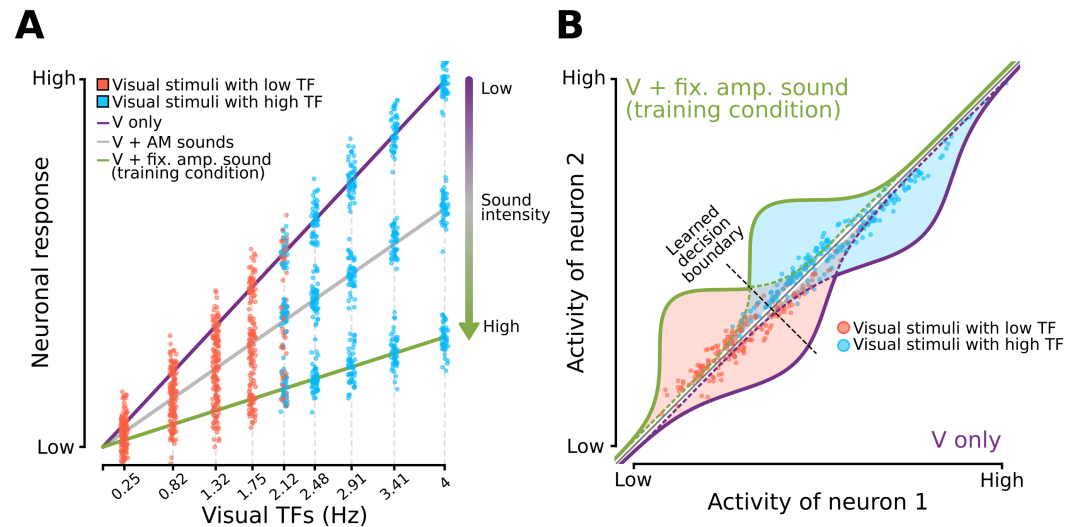 A
High
Low
Neuronal response
Visual stimuli with low TF
Visual stimuli with high TF
V only
V + AM sounds
V + fix. amp. sound
(training condition)
Low
Sound
intensity
High
0.25
0.82
1.32
1.75
2.12
2.48
2.91
3.41
4
Visual TFs (Hz)
B
High
Low
Activity of neuron 2
V + fix. amp. sound
(training condition)
Learned
decision
boundary
Visual stimuli with low TF
Visual stimuli with high TF
V only
Low
High
Activity of neuron 1